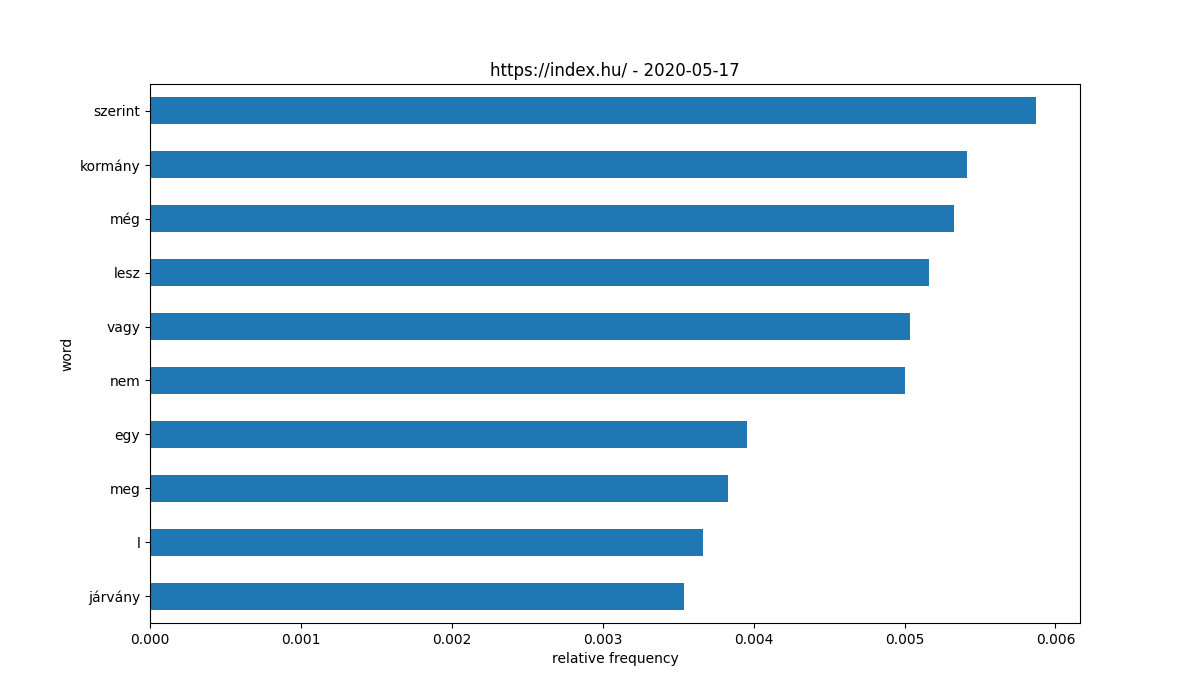 https://index.hu/ - 2020-05-17
szerint
kormány
még
lesz
vagy
nem
egy
meg
l
járvány
word
0.000 0.001 0.002 0.003 0.004 0.005 0.006
relative frequency